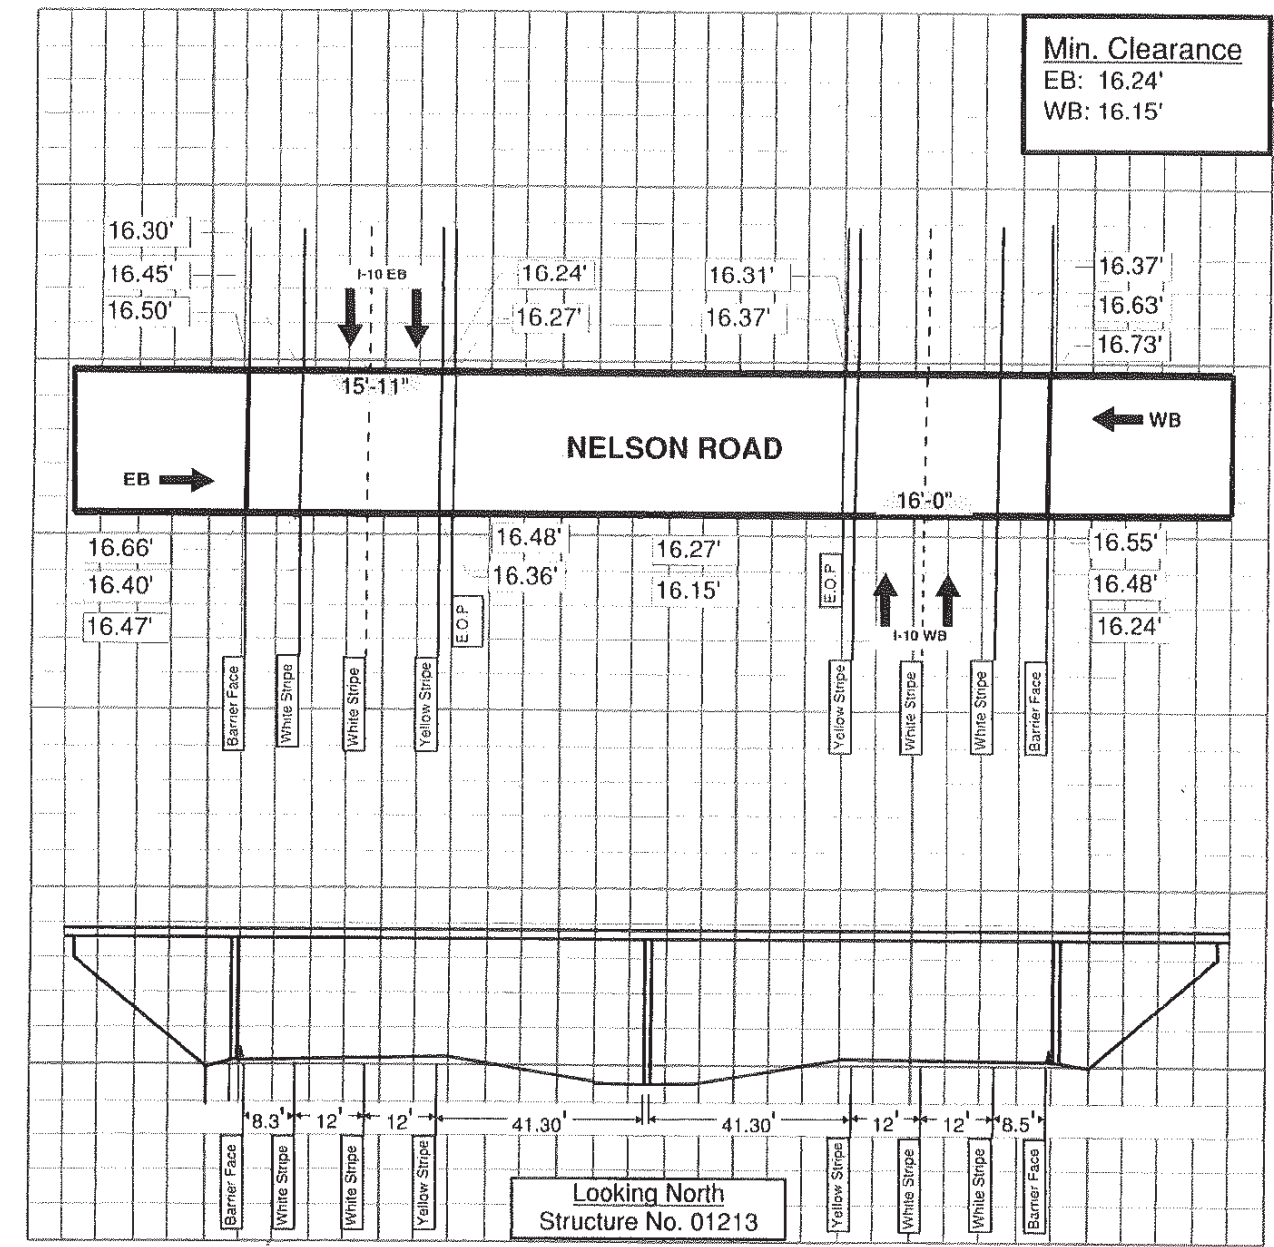 Min. Clearance
EB: 16.24'
WB: 16.15'
16.30'
16.45'
16.50'
I-10 EB
16.24'
16.27'
16.31'
16.37'
16.37'
16.63'
16.73'
15'-11"
NELSON ROAD
WB
EB
16'-0"
16.66'
16.40'
16.47'
16.48'
16.36'
16.27'
16.15'
16.55'
16.48'
16.24'
E.O.P
E.O.P
I-10 WB
Barrier Face
White Stripe
White Stripe
Yellow Stripe
Yellow Stripe
White Stripe
White Stripe
Barrier Face
8.3'
12'
12'
41.30'
41.30'
12'
12'
8.5'
Barrier Face
White Stripe
White Stripe
Yellow Stripe
Yellow Stripe
White Stripe
White Stripe
Barrier Face
Looking North
Structure No. 01213